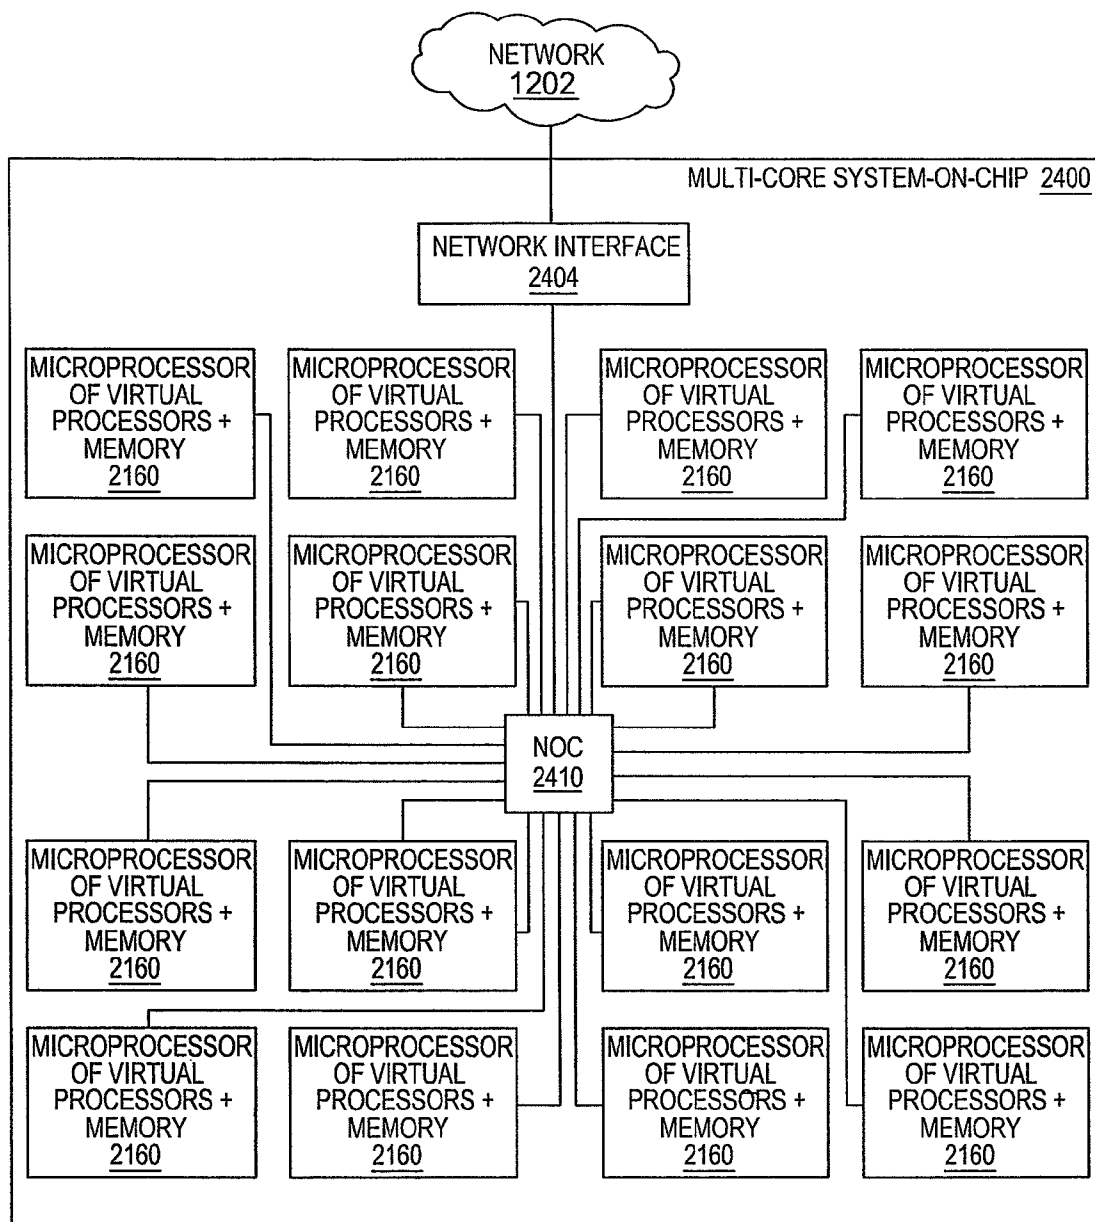 NETWORK
1202
MULTI-CORE SYSTEM-ON-CHIP 2400
NETWORK INTERFACE
2404
MICROPROCESSOR
OF VIRTUAL
PROCESSORS +
MEMORY
2160
MICROPROCESSOR
OF VIRTUAL
PROCESSORS +
MEMORY
2160
MICROPROCESSOR
OF VIRTUAL
PROCESSORS +
MEMORY
2160
MICROPROCESSOR
OF VIRTUAL
PROCESSORS +
MEMORY
2160
MICROPROCESSOR
OF VIRTUAL
PROCESSORS +
MEMORY
2160
MICROPROCESSOR
OF VIRTUAL
PROCESSORS +
MEMORY
2160
MICROPROCESSOR
OF VIRTUAL
PROCESSORS +
MEMORY
2160
MICROPROCESSOR
OF VIRTUAL
PROCESSORS +
MEMORY
2160
NOC
2410
MICROPROCESSOR
OF VIRTUAL
PROCESSORS +
MEMORY
2160
MICROPROCESSOR
OF VIRTUAL
PROCESSORS +
MEMORY
2160
MICROPROCESSOR
OF VIRTUAL
PROCESSORS +
MEMORY
2160
MICROPROCESSOR
OF VIRTUAL
PROCESSORS +
MEMORY
2160
MICROPROCESSOR
OF VIRTUAL
PROCESSORS +
MEMORY
2160
MICROPROCESSOR
OF VIRTUAL
PROCESSORS +
MEMORY
2160
MICROPROCESSOR
OF VIRTUAL
PROCESSORS +
MEMORY
2160
MICROPROCESSOR
OF VIRTUAL
PROCESSORS +
MEMORY
2160